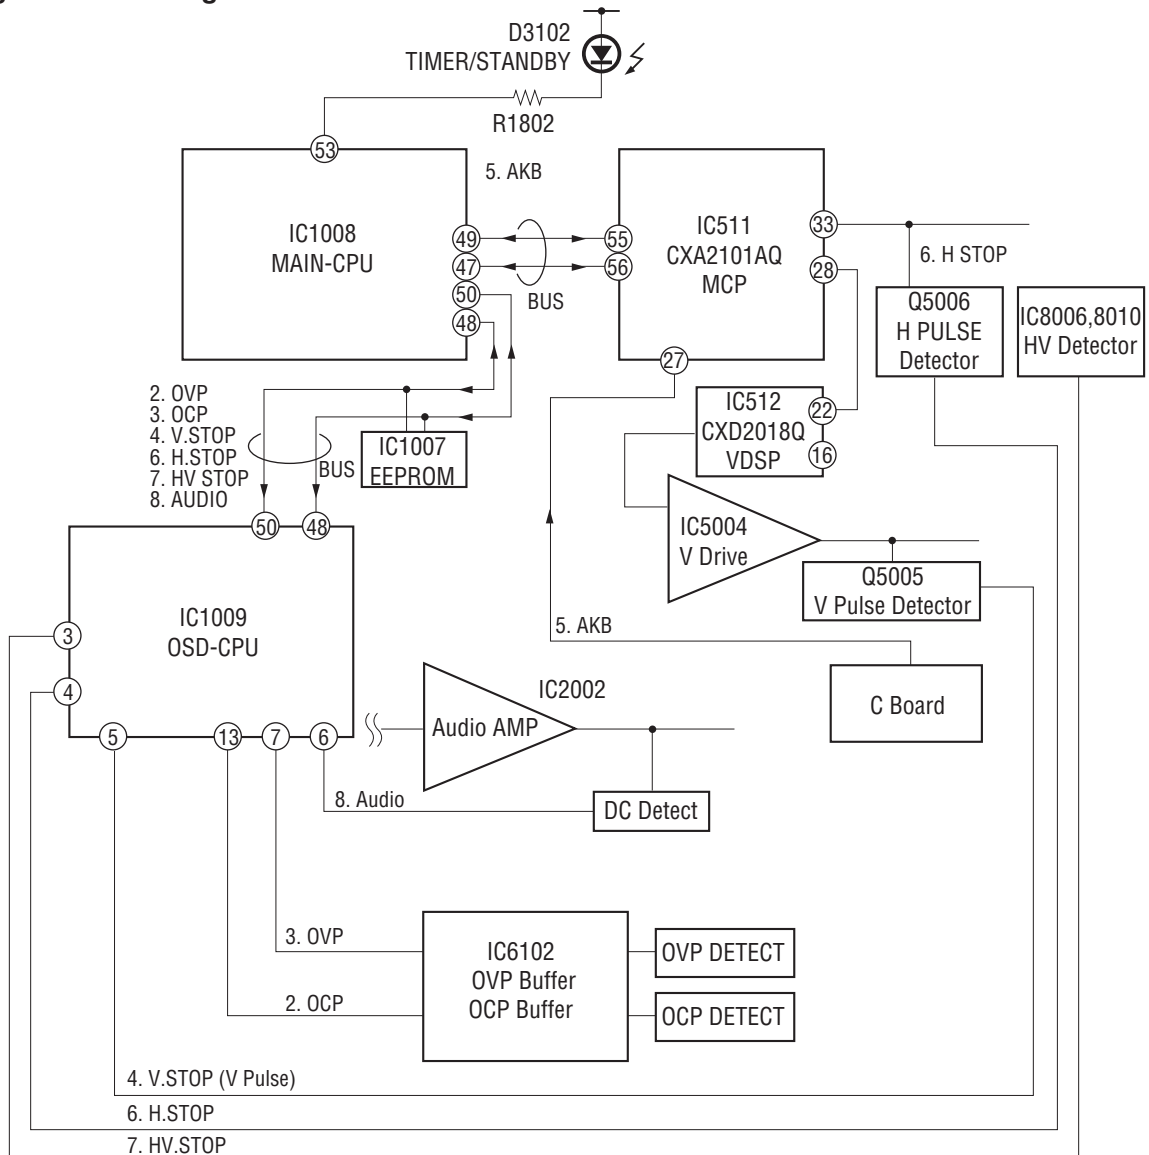 D3102
TIMER/STANDBY
R1802
53
5. AKB
IC1008
MAIN-CPU
49
47
50
48
BUS
55
56
IC511
CXA2101AQ
MCP
33
28
27
6. H STOP
Q5006
H PULSE
Detector
IC8006,8010
HV Detector
2. OVP
3. OCP
4. V.STOP
6. H.STOP
7. HV STOP
8. AUDIO
BUS
IC1007
EEPROM
IC512
CXD2018Q
VDSP
22
16
IC5004
V Drive
Q5005
V Pulse Detector
50
48
IC1009
OSD-CPU
3
4
5
13
7
6
5. AKB
C Board
IC2002
Audio AMP
8. Audio
DC Detect
3. OVP
2. OCP
IC6102
OVP Buffer
OCP Buffer
OVP DETECT
OCP DETECT
4. V.STOP (V Pulse)
6. H.STOP
7. HV.STOP